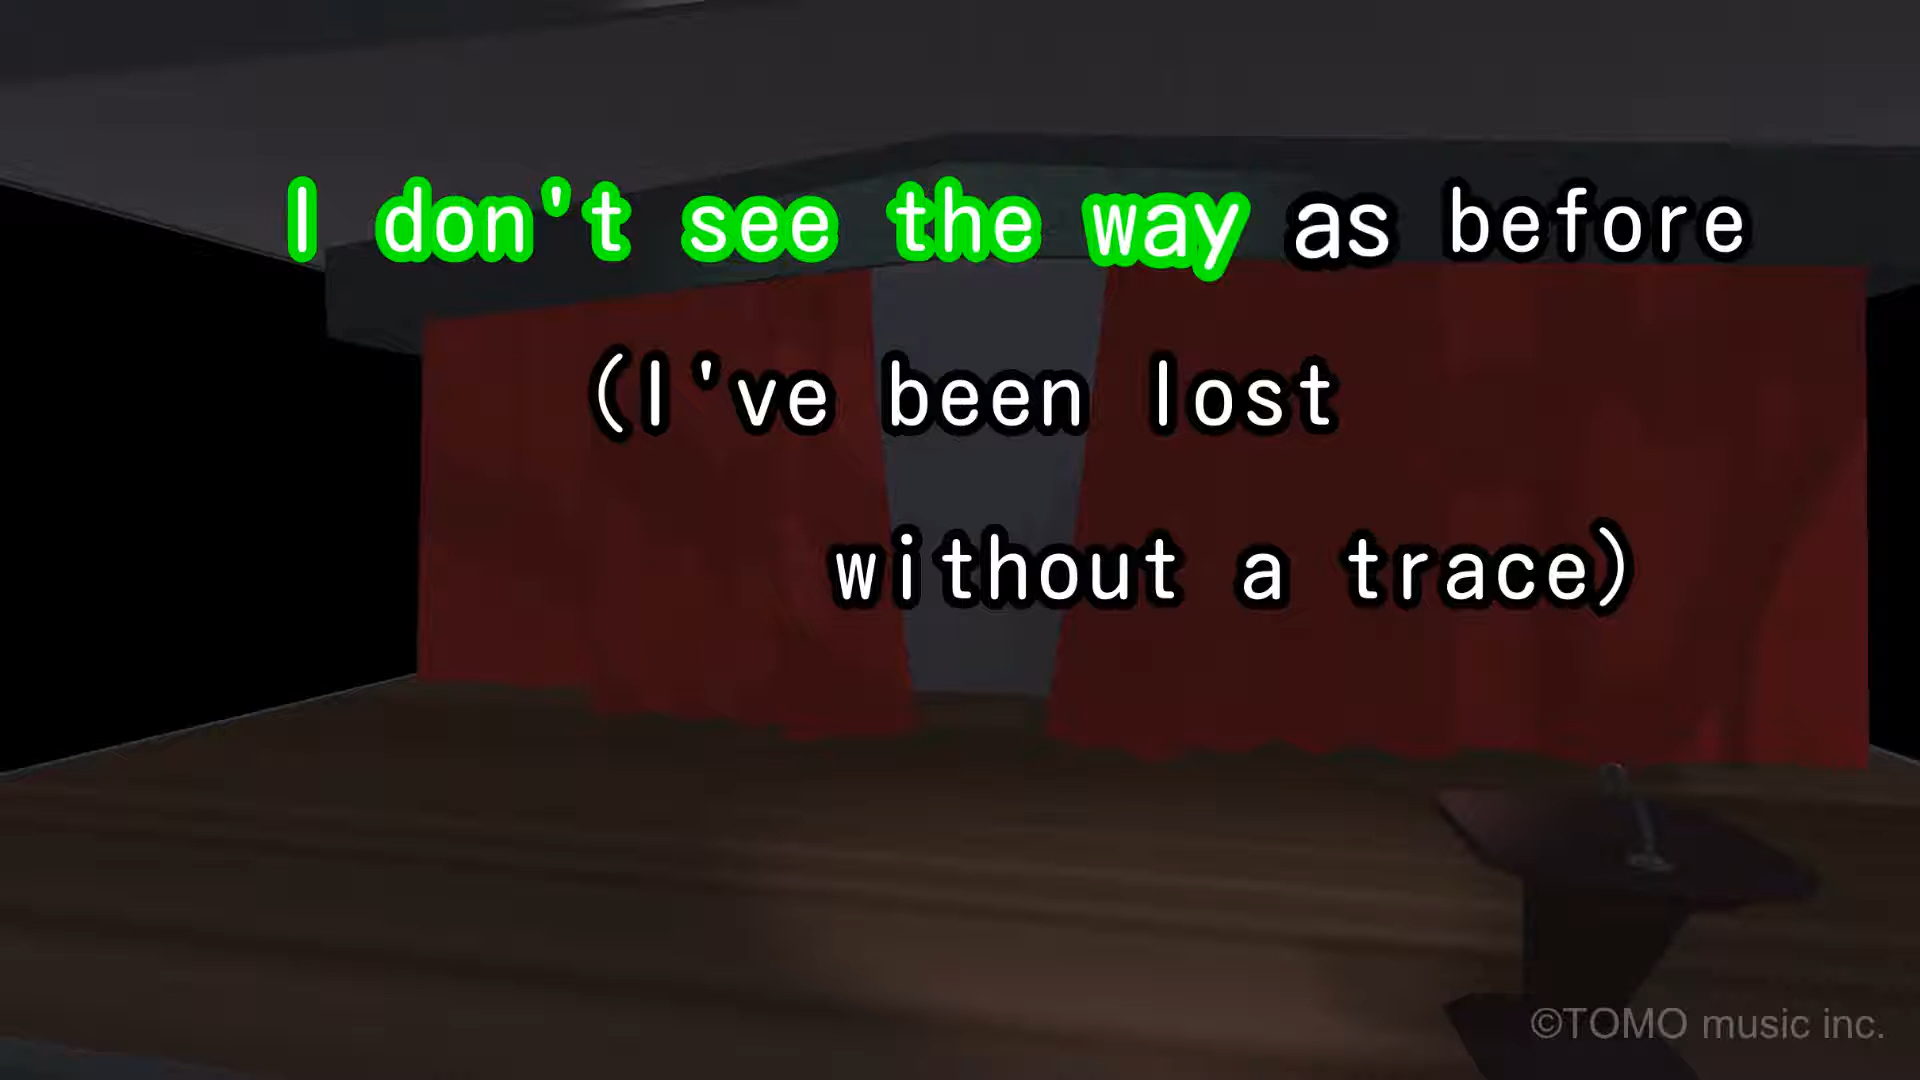 I don't see the way as before
(I've been lost
without a trace)
©TOMO music inc.